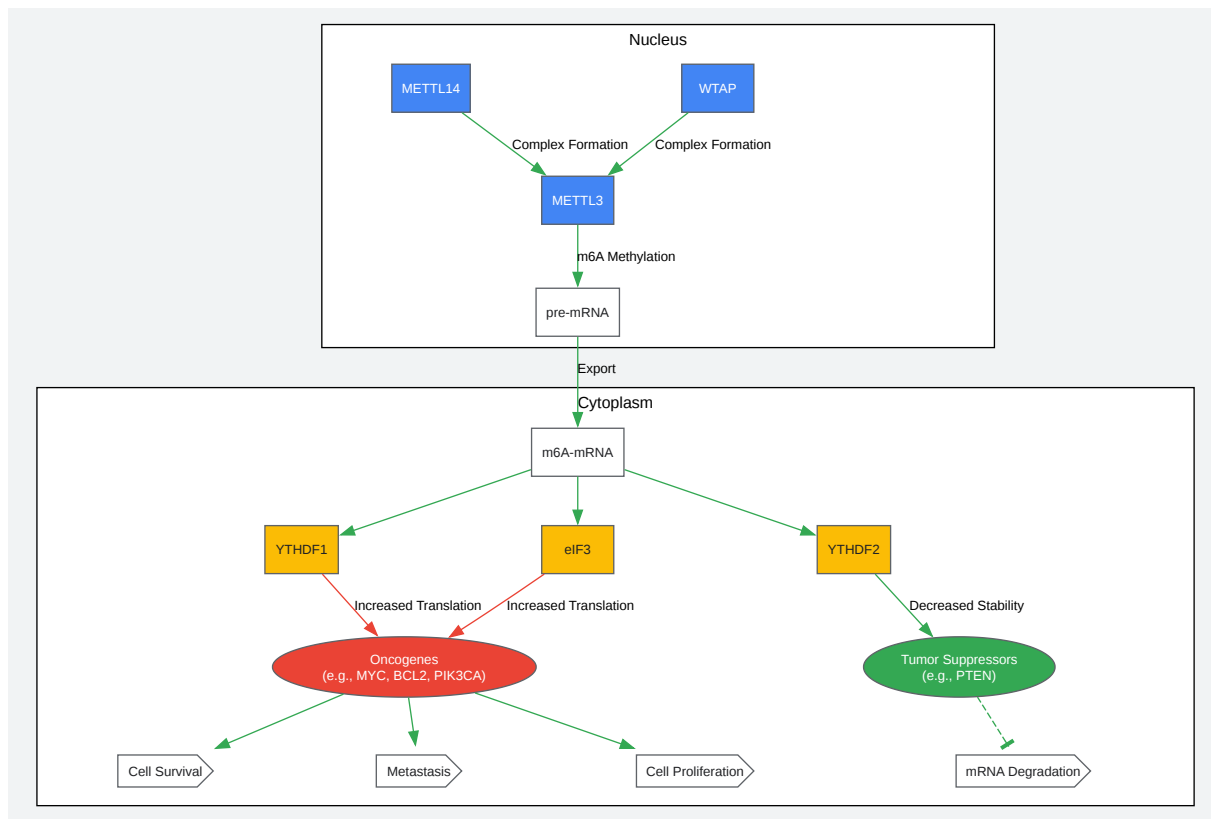 Nucleus
METTL14
WTAP
Complex Formation
Complex Formation
METTL3
m6A Methylation
pre-mRNA
Export
Cytoplasm
m6A-mRNA
YTHDF1
eIF3
YTHDF2
Increased Translation
Increased Translation
Decreased Stability
Oncogenes
(e.g., MYC, BCL2, PIK3CA)
Tumor Suppressors
(e.g., PTEN)
Cell Survival
Metastasis
Cell Proliferation
mRNA Degradation